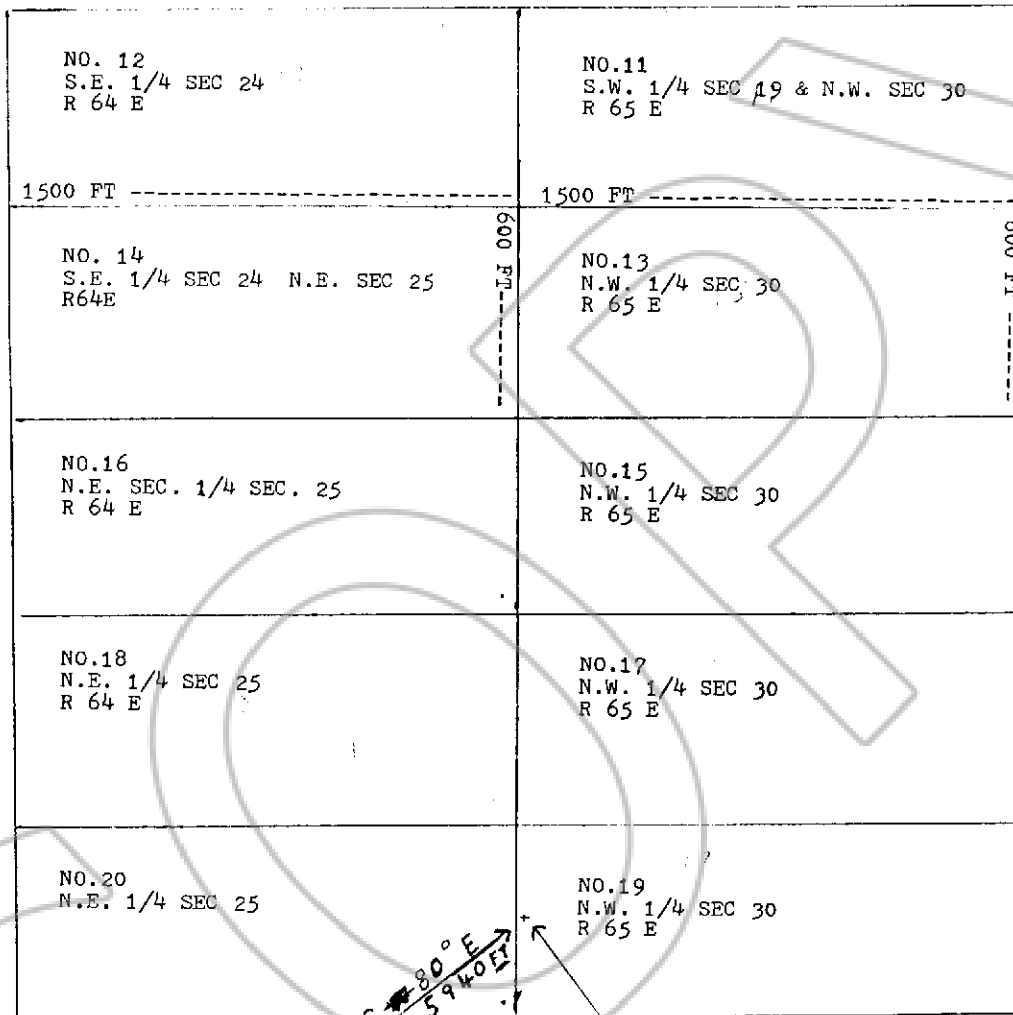 NO. 12
S.E. 1/4 SEC 24
R 64 E
NO.11
S.W. 1/4 SEC 19 & N.W. SEC 30
R 65 E
1500 FT
1500 FT
NO. 14
S.E. 1/4 SEC 24 N.E. SEC 25
R64E
600 FT
NO.13
N.W. 1/4 SEC 30
R 65 E
600 FT
NO.16
N.E. SEC. 1/4 SEC. 25
R 64 E
NO.15
N.W. 1/4 SEC 30
R 65 E
NO.18
N.E. 1/4 SEC 25
R 64 E
NO.17
N.W. 1/4 SEC 30
R 65 E
NO.20
N.E. 1/4 SEC 25
NO.19
N.W. 1/4 SEC 30
R 65 E
80° E
5940 FT